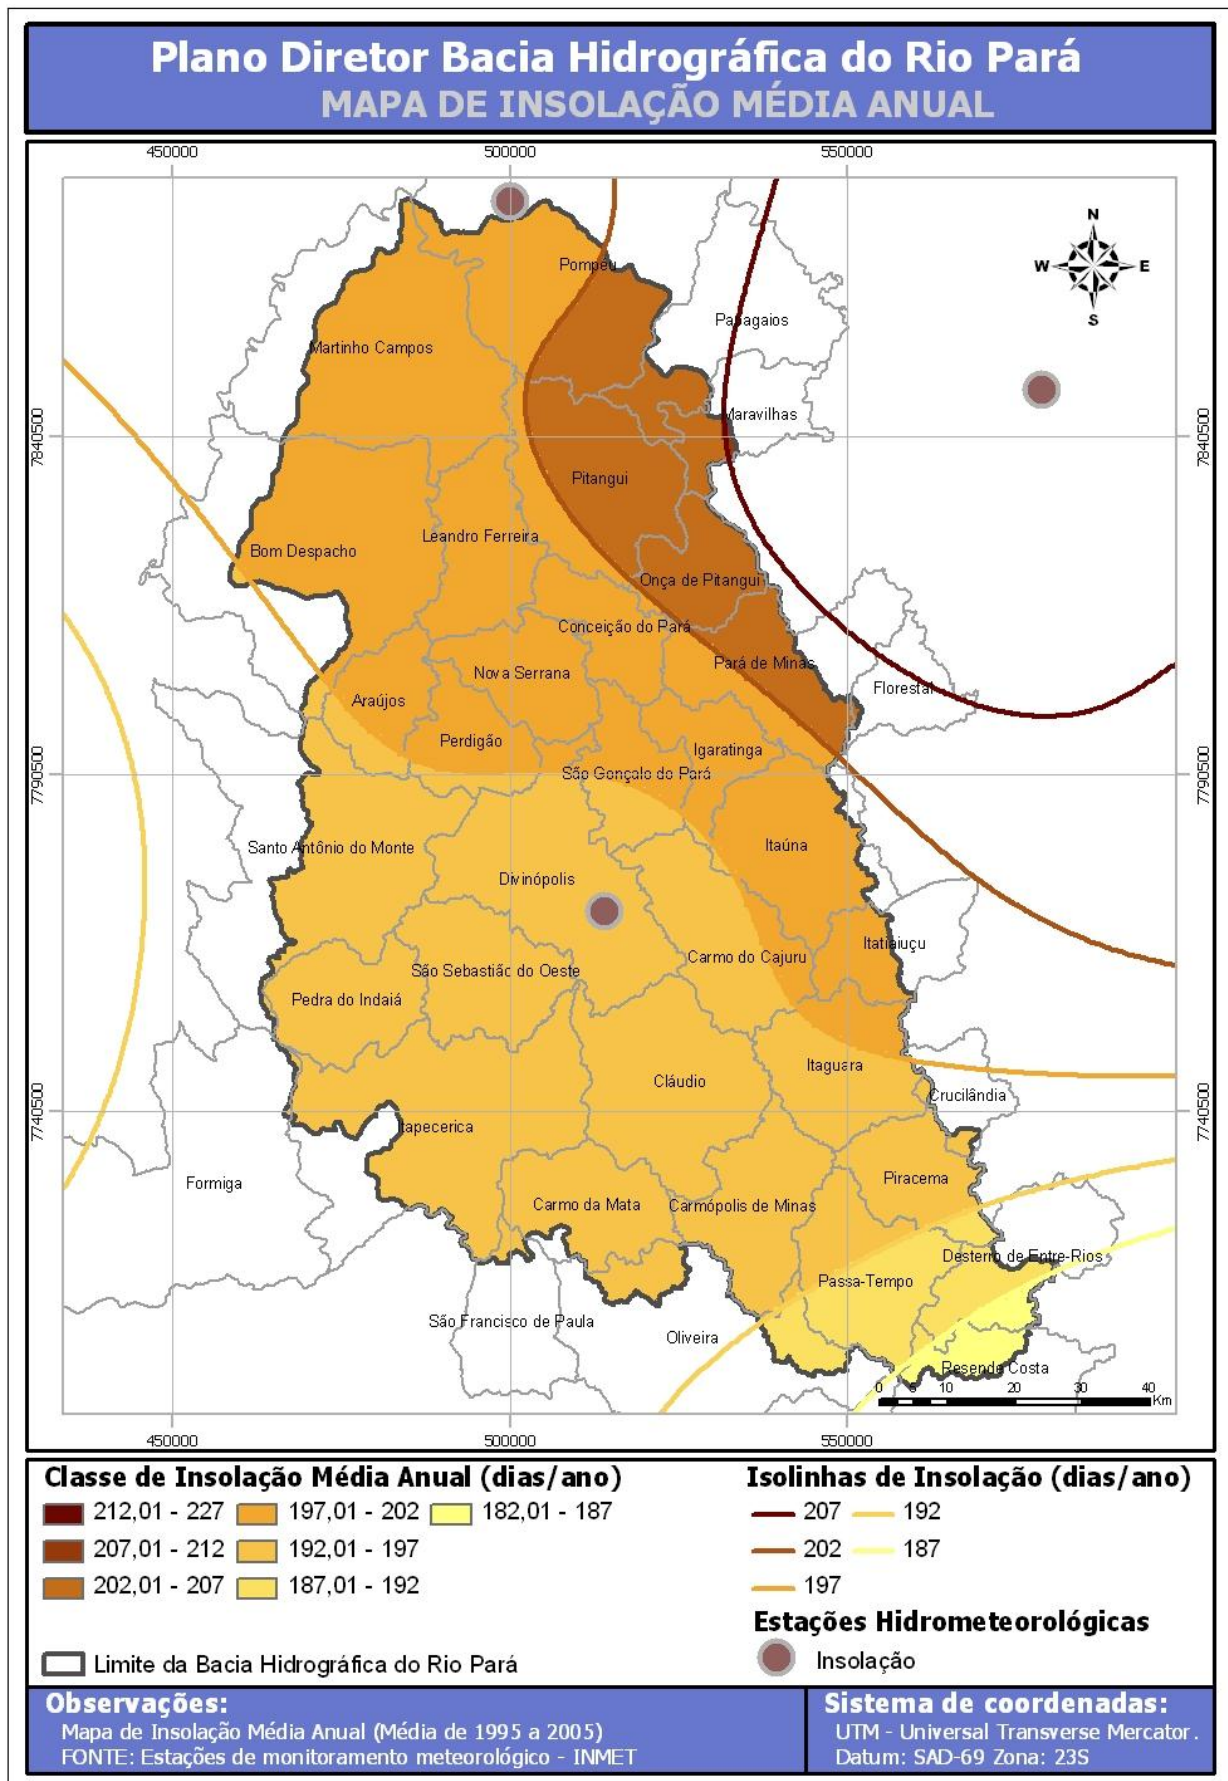 Plano Diretor Bacia Hidrográfica do Rio Pará
MAPA DE INSOLAÇÃO MÉDIA ANUAL
450000 500000 550000
N
W E
S
Pompéu
Papagaios
Martinho Campos
Maravilhas
7840500 7840500
Pitangui
Leandro Ferreira
Bom Despacho
Onça de Pitangui
Conceição do Pará
Pará de Minas
Nova Serrana
Florestal
Araújos
Perdigão
Igaratinga
São Gonçalo do Pará
7790500 7790500
Itaúna
Santo Antônio do Monte
Divinópolis
Itatiaiuçu
Carmo do Cajuru
São Sebastião do Oeste
Pedra do Indaiá
Itaguara
Cláudio
Crucilândia
7740500 7740500
Itapecerica
Piracema
Formiga
Carmo da Mata
Carmópolis de Minas
Desterro de Entre-Rios
Passa-Tempo
São Francisco de Paula
Oliveira
Resende Costa
0 5 10 20 30 40
Km
450000 500000 550000
Classe de Insolação Média Anual (dias/ano)
212,01 - 227 197,01 - 202 182,01 - 187
207,01 - 212 192,01 - 197
202,01 - 207 187,01 - 192
Limite da Bacia Hidrográfica do Rio Pará
Isolinhas de Insolação (dias/ano)
207 192
202 187
197
Estações Hidrometeorológicas
Insolação
Observações:
Mapa de Insolação Média Anual (Média de 1995 a 2005)
FONTE: Estações de monitoramento meteorológico - INMET
Sistema de coordenadas:
UTM - Universal Transverse Mercator.
Datum: SAD-69 Zona: 23S